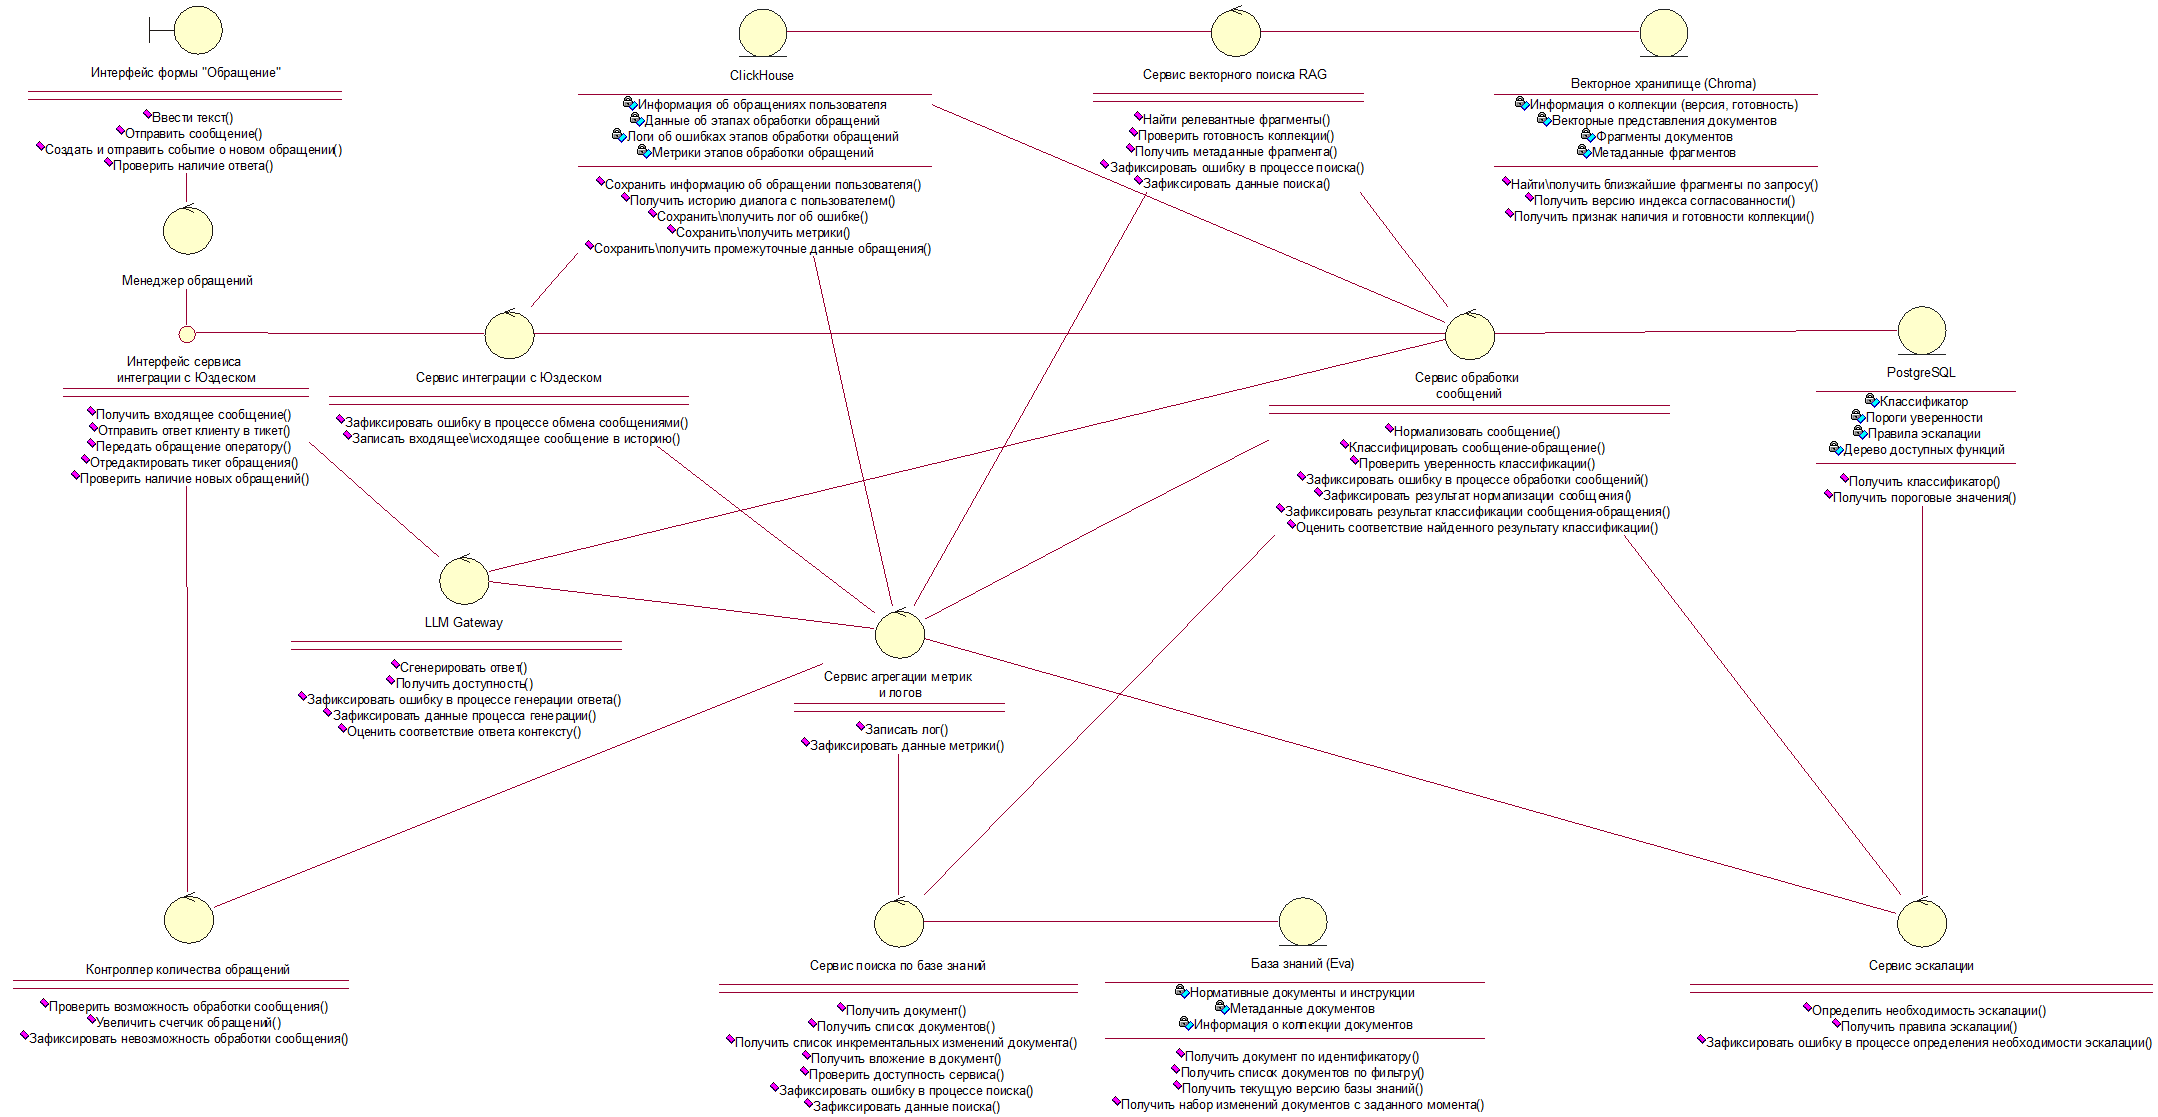 Интерфейс формы "Обращение"
Ввести текст()
Отправить сообщение()
Создать и отправить событие о новом обращении()
Проверить наличие ответа()
Менеджер обращений
ClickHouse
Информация об обращениях пользователя
Данные об этапах обработки обращений
Логи об ошибках этапов обработки обращений
Метрики этапов обработки обращений
Сохранить информацию об обращении пользователя()
Получить историю диалога с пользователем()
Сохранить\получить лог об ошибке()
Сохранить\получить метрики()
Сохранить\получить промежуточные данные обращения()
Сервис векторного поиска RAG
Найти релевантные фрагменты()
Проверить готовность коллекции()
Получить метаданные фрагмента()
Зафиксировать ошибку в процессе поиска()
Зафиксировать данные поиска()
Векторное хранилище (Chroma)
Информация о коллекции (версия, готовность)
Векторные представления документов
Фрагменты документов
Метаданные фрагментов
Найти\получить ближайшие фрагменты по запросу()
Получить версию индекса согласованности()
Получить признак наличия и готовности коллекции()
Интерфейс сервиса
интеграции с Юздеском
Получить входящее сообщение()
Отправить ответ клиенту в тикет()
Передать обращение оператору()
Отредактировать тикет обращения()
Проверить наличие новых обращений()
Сервис интеграции с Юздеском
Зафиксировать ошибку в процессе обмена сообщениями()
Записать входящее\исходящее сообщение в историю()
Сервис обработки
сообщений
Нормализовать сообщение()
Классифицировать сообщение-обращение()
Проверить уверенность классификации()
Зафиксировать ошибку в процессе обработки сообщений()
Зафиксировать результат нормализации сообщения()
Зафиксировать результат классификации сообщения-обращения()
Оценить соответствие найденного результату классификации()
PostgreSQL
Классификатор
Пороги уверенности
Правила эскалации
Дерево доступных функций
Получить классификатор()
Получить пороговые значения()
LLM Gateway
Сгенерировать ответ()
Получить доступность()
Зафиксировать ошибку в процессе генерации ответа()
Зафиксировать данные процесса генерации()
Оценить соответствие ответа контексту()
Сервис агрегации метрик
и логов
Записать лог()
Зафиксировать данные метрики()
Контроллер количества обращений
Проверить возможность обработки сообщения()
Увеличить счетчик обращений()
Зафиксировать невозможность обработки сообщения()
Сервис поиска по базе знаний
Получить документ()
Получить список документов()
Получить список инкрементальных изменений документа()
Получить вложение в документ()
Проверить доступность сервиса()
Зафиксировать ошибку в процессе поиска()
Зафиксировать данные поиска()
База знаний (Eva)
Нормативные документы и инструкции
Метаданные документов
Информация о коллекции документов
Получить документ по идентификатору()
Получить список документов по фильтру()
Получить текущую версию базы знаний()
Получить набор изменений документов с заданного момента()
Сервис эскалации
Определить необходимость эскалации()
Получить правила эскалации()
Зафиксировать ошибку в процессе определения необходимости эскалации()